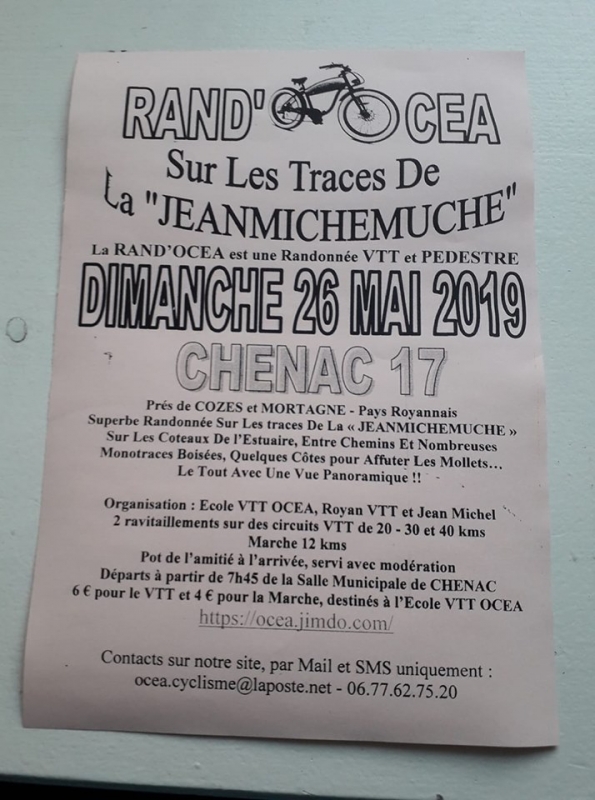 RAND' OCEA
Sur Les Traces De
La "JEANMICHEMUCHE"
La RAND'OCEA est une Randonnée VTT et PEDESTRE
DIMANCHE 26 MAI 2019
CHENAC 17
Prés de COZES et MORTAGNE - Pays Royannais
Superbe Randonnée Sur Les traces De La « JEANMICHEMUCHE »
Sur Les Coteaux De l'Estuaire, Entre Chemins Et Nombreuses
Monotraces Boisées, Quelques Côtes pour Affuter Les Mollets...
Le Tout Avec Une Vue Panoramique !!
Organisation : Ecole VTT OCEA, Royan VTT et Jean Michel
2 ravitaillements sur des circuits VTT de 20 - 30 et 40 kms
Marche 12 kms
Pot de l'amitié à l'arrivée, servi avec modération
Départs à partir de 7h45 de la Salle Municipale de CHENAC
6 € pour le VTT et 4 € pour la Marche, destinés à l'Ecole VTT OCEA
https://ocea.jimdo.com/
Contacts sur notre site, par Mail et SMS uniquement :
ocea.cyclisme@laposte.net - 06.77.62.75.20